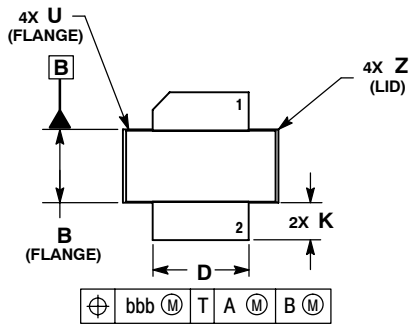 4X U
(FLANGE)
B
4X Z
(LID)
1
2
B
(FLANGE)
2X K
D
⌖ bbb Ⓜ T A Ⓜ B Ⓜ